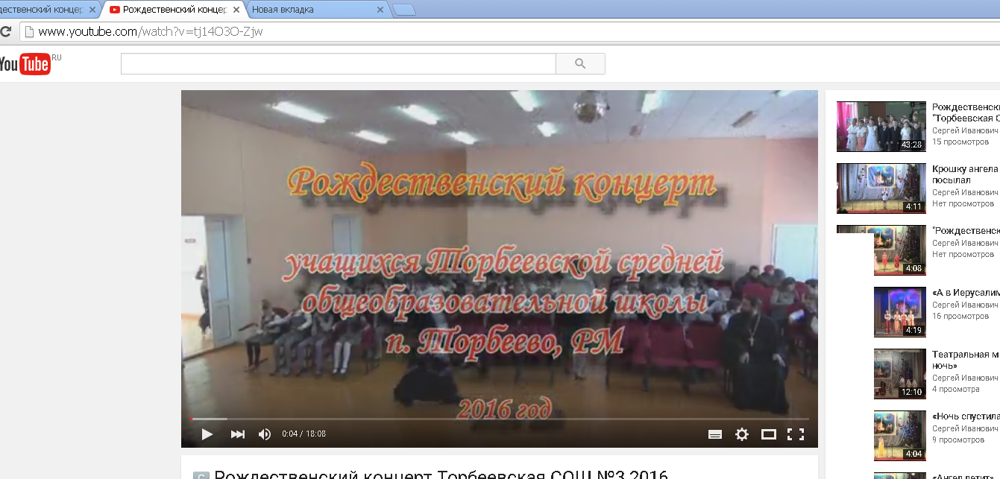 дественский концер
Рождественский концер
Новая вкладка
www.youtube.com/watch?v=tj14O3O-Zjw
You Tube RU
Рождественский концерт
учащихся Торбеевской средней
общеобразовательной школы
п. Торбеево, РМ
2016 год
0:04 / 18:08
Рождественский концерт Торбеевская СОШ №3 2016
43:28
Рождественск
"Торбеевская С
Сергей Иванович
15 просмотров
4:11
Крошку ангела
посылал
Сергей Иванович
Нет просмотров
4:08
"Рождественск
Сергей Иванович
Нет просмотров
4:19
«А в Иерусалим
Сергей Иванович
16 просмотров
12:10
Театральная м
ночь»
Сергей Иванович
4 просмотра
4:04
«Ночь спустила
Сергей Иванович
9 просмотров
«Ангел летит»